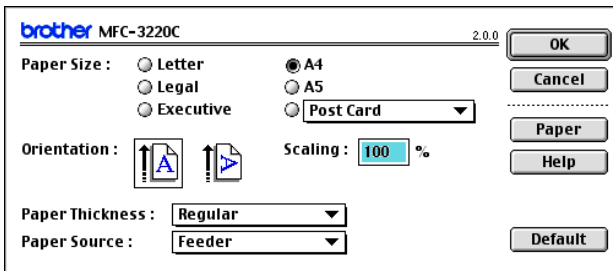 brother MFC-3220C 2.0.0
OK
Paper Size : Letter A4
Cancel
Legal A5
Executive Post Card
Paper
Orientation : A A Scaling : 100 %
Help
Paper Thickness : Regular
Paper Source : Feeder
Default